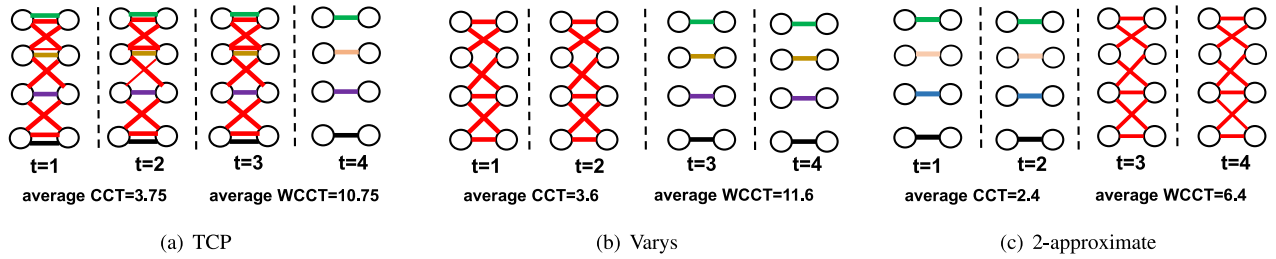 t=1 t=2 t=3 t=4
average CCT=3.75 average WCCT=10.75
(a) TCP
t=1 t=2 t=3 t=4
average CCT=3.6 average WCCT=11.6
(b) Varys
t=1 t=2 t=3 t=4
average CCT=2.4 average WCCT=6.4
(c) 2-approximate